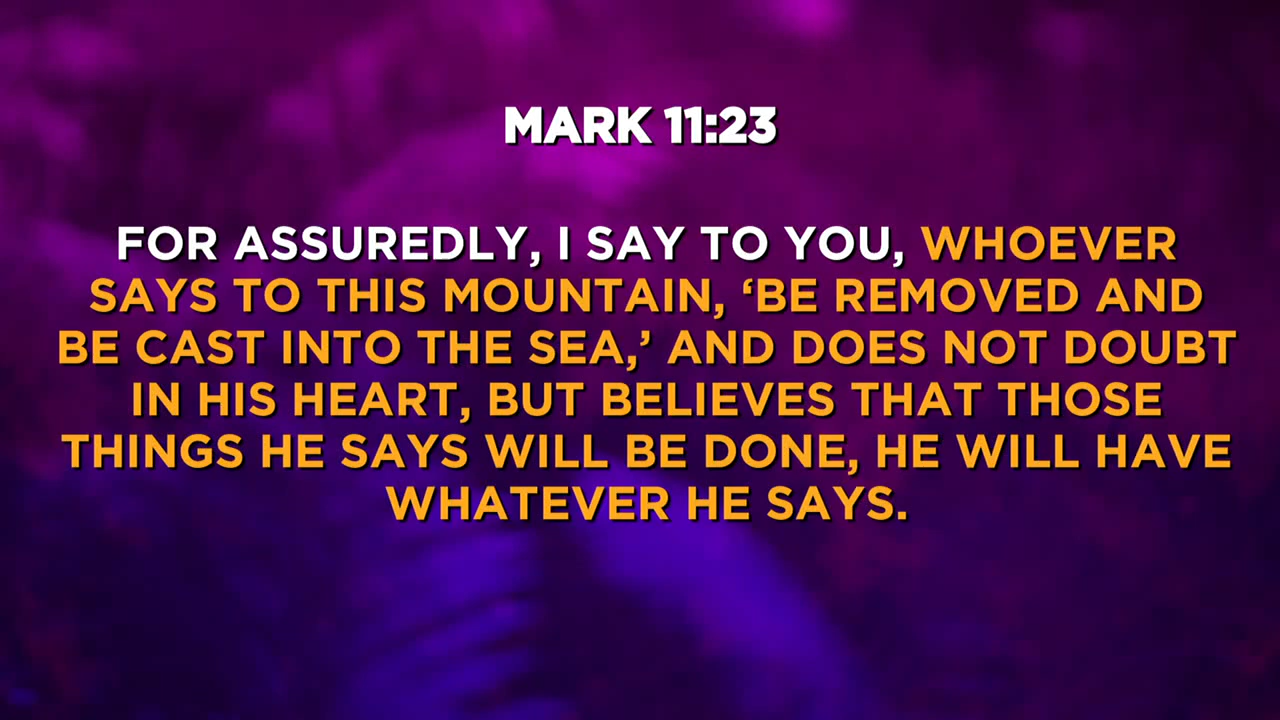 MARK 11:23
FOR ASSUREDLY, I SAY TO YOU, WHOEVER
SAYS TO THIS MOUNTAIN, ‘BE REMOVED AND
BE CAST INTO THE SEA,’ AND DOES NOT DOUBT
IN HIS HEART, BUT BELIEVES THAT THOSE
THINGS HE SAYS WILL BE DONE, HE WILL HAVE
WHATEVER HE SAYS.